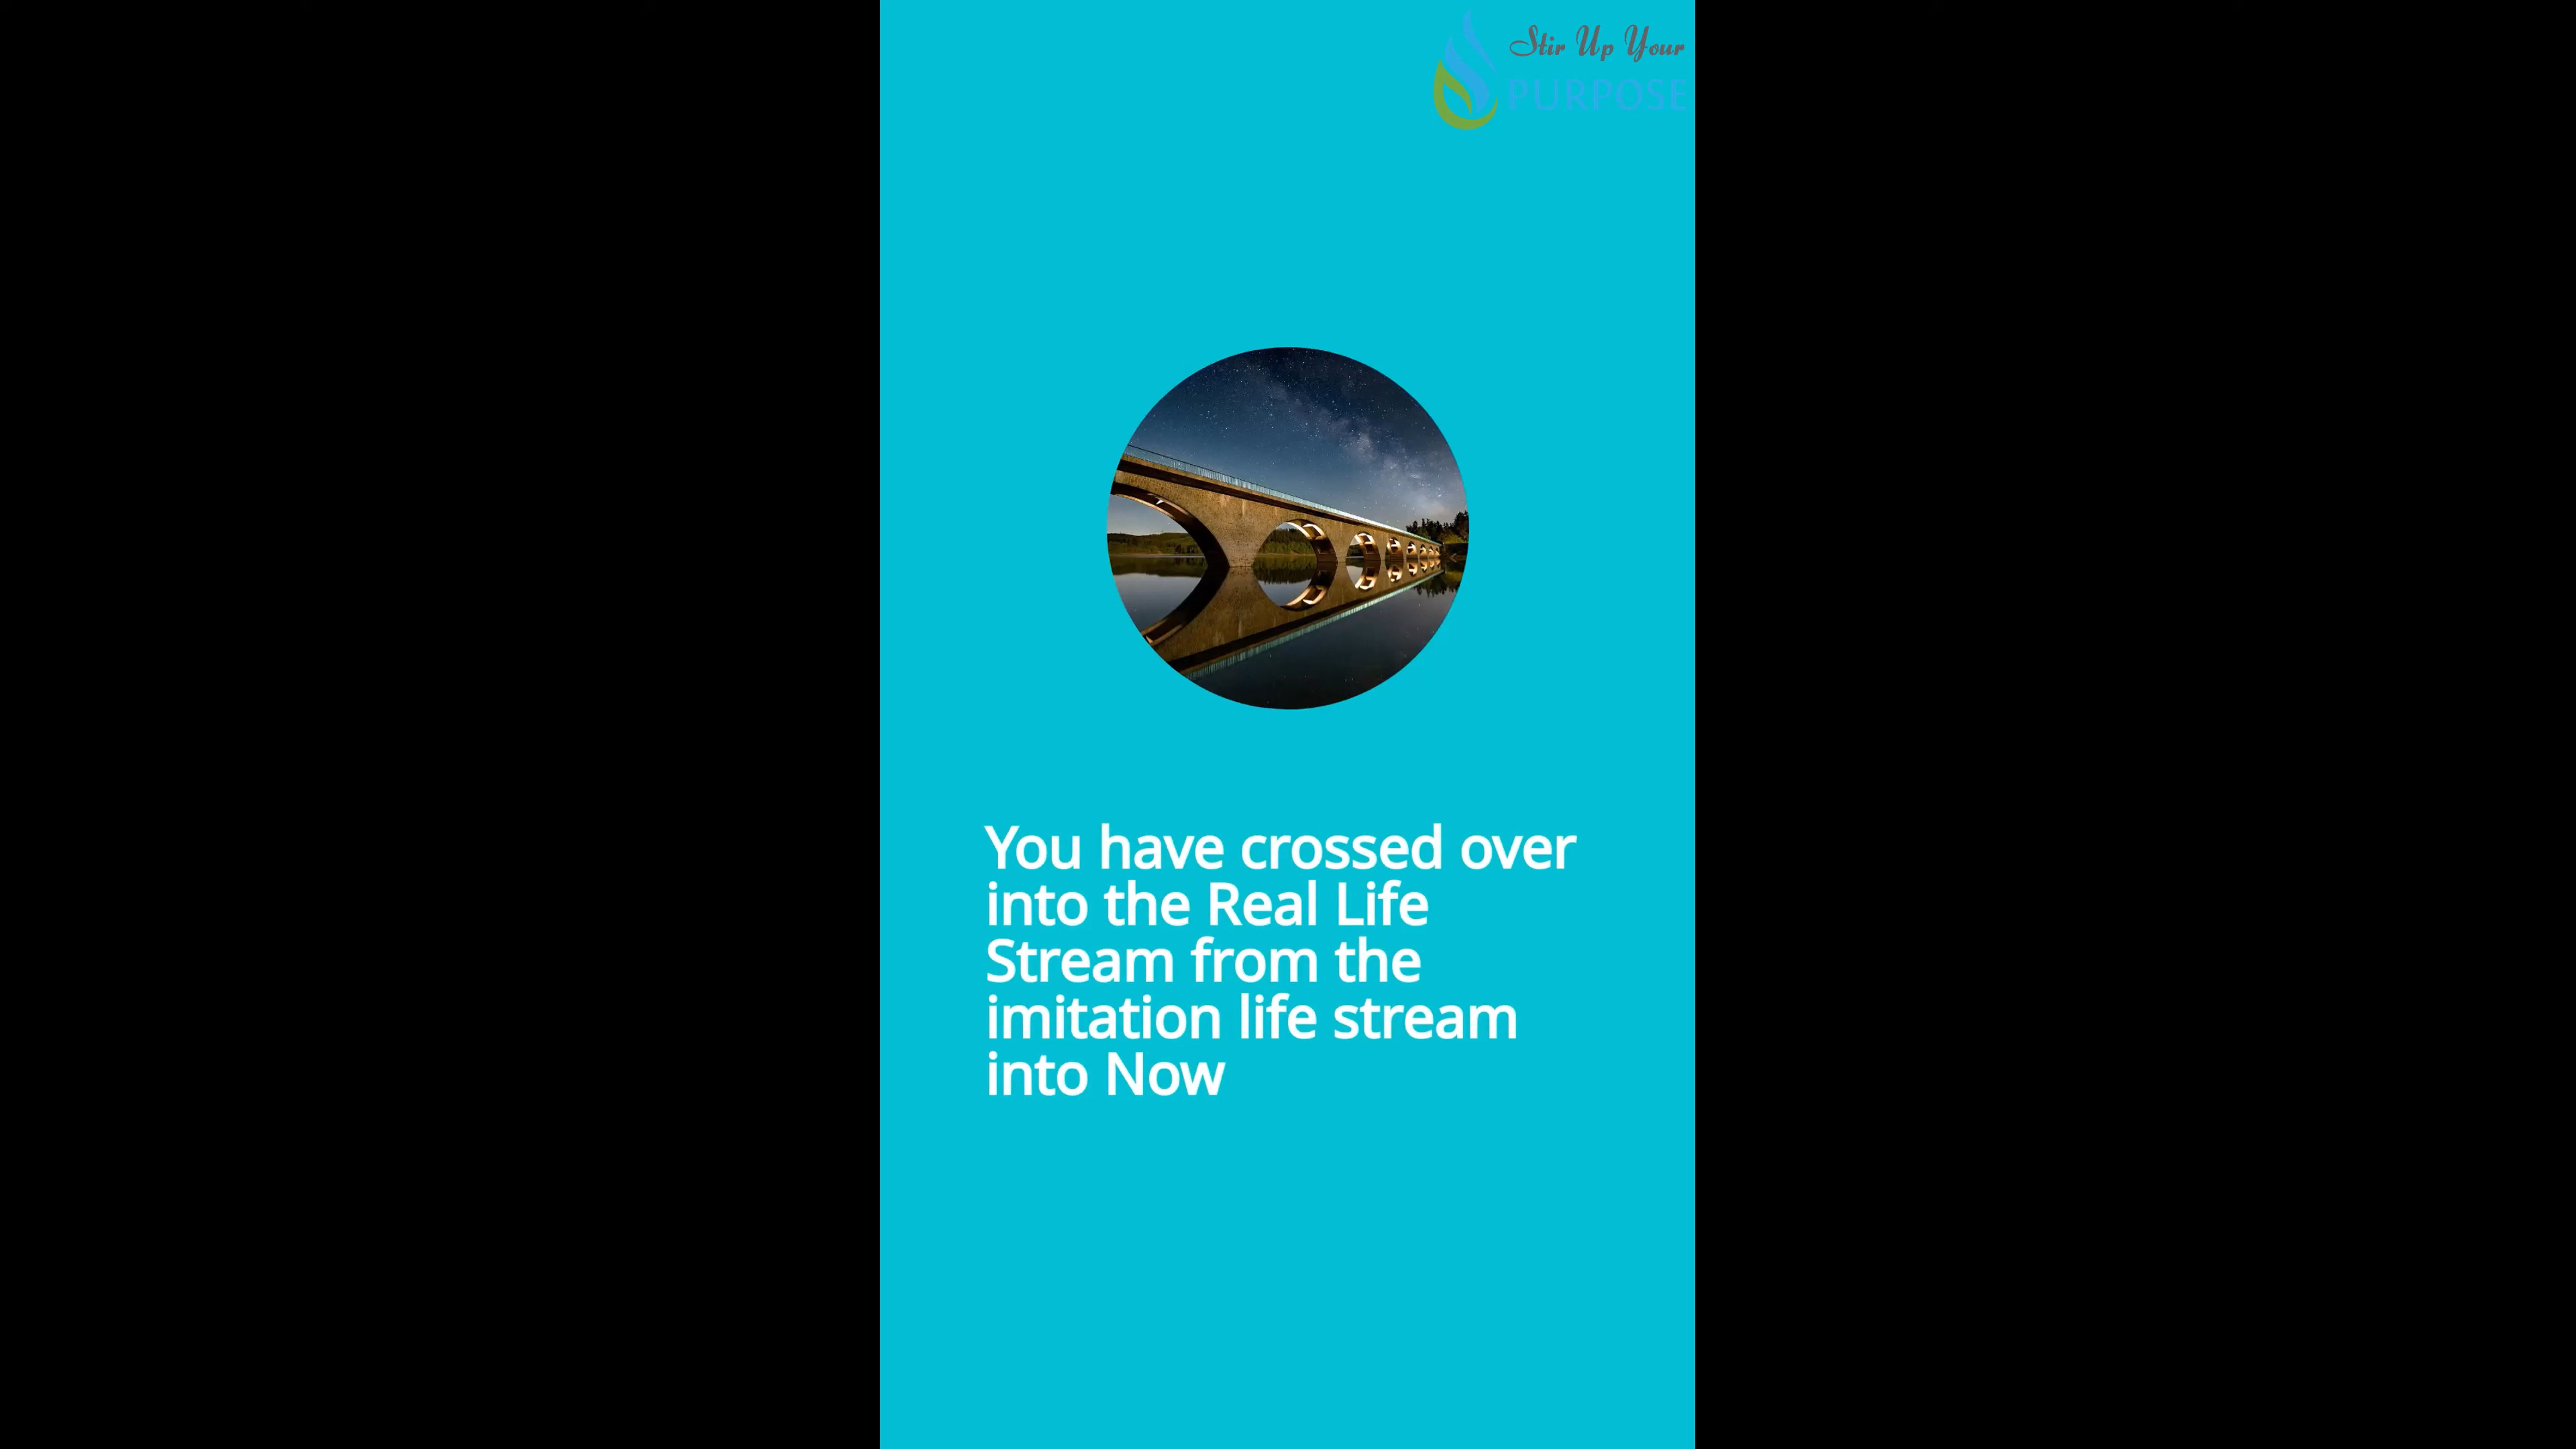 Stir Up Your
PURPOSE
You have crossed over
into the Real Life
Stream from the
imitation life stream
into Now